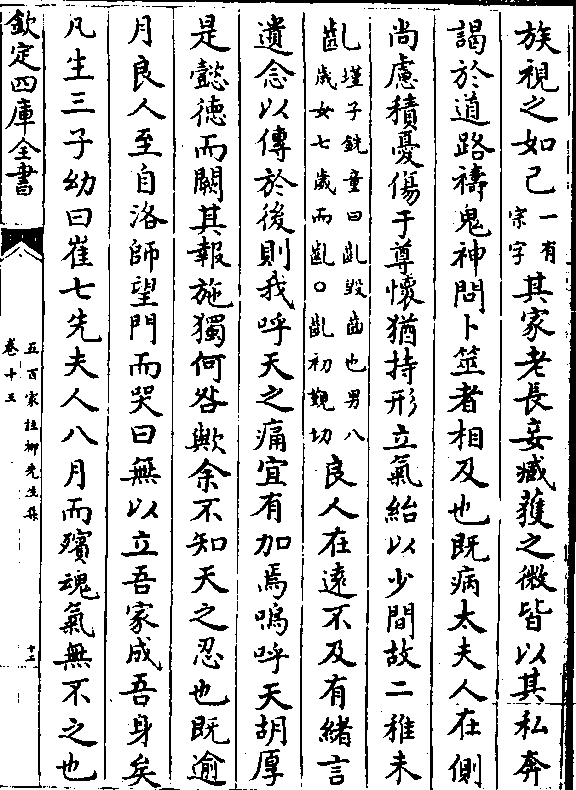 族視之如己一有宗字其家老長妾臧獲之微皆以其私奔
謁於道路禱鬼神問卜筮者相及也既病太夫人在側
尚慮積憂傷于尊懷猶持形立氣紿以少間故二稚未
齔墐子銑童曰齔毀齒也男八歲女七歲而齔○齔初覲切良人在遠不及有緒言
遺念以傳於後則我呼天之痛宜有加焉嗚呼天胡厚
是懿德而闕其報施獨何咎歟余不知天之忍也既逾
月良人至自洛師望門而哭曰無以立吾家成吾身矣
凡生三子幼曰崔七先夫人八月而殯魂氣無不之也
欽定四庫全書
五百家註柳先生集
卷十三
十二